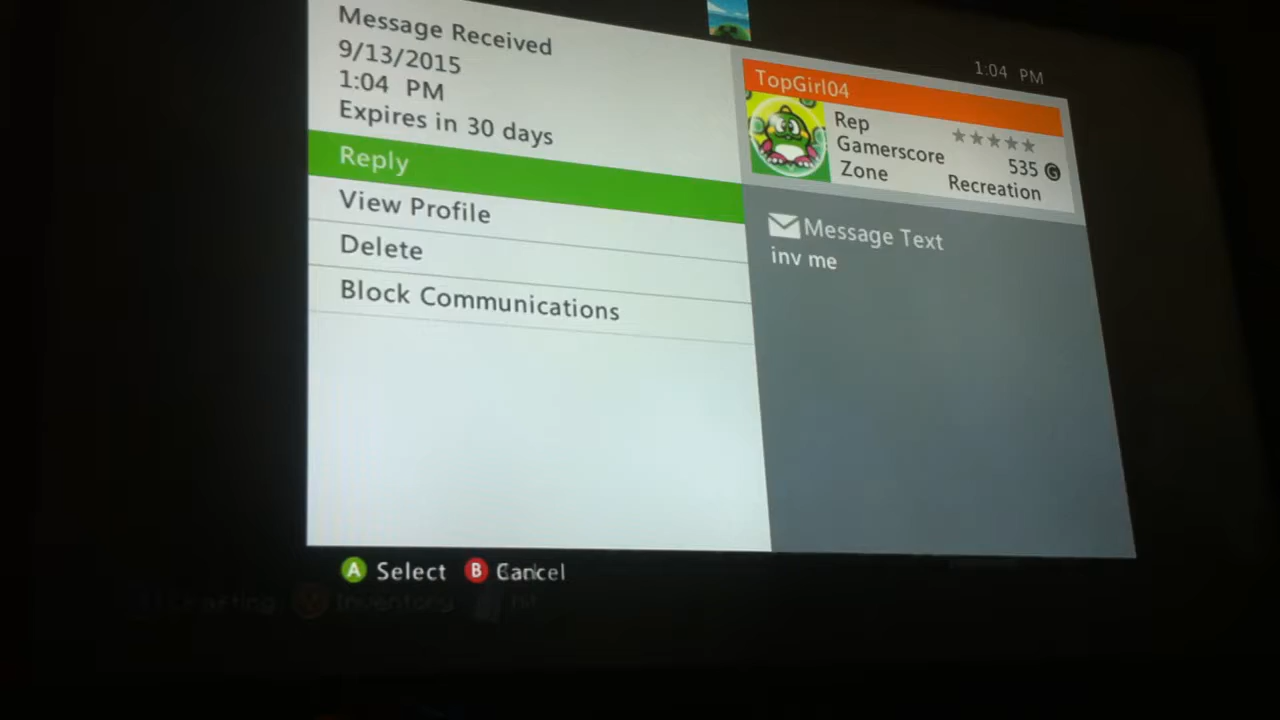 Message Received
9/13/2015
1:04 PM
Expires in 30 days
Reply
View Profile
Delete
Block Communications
1:04 PM
TopGirl04
Rep
Gamerscore 535 G
Zone Recreation
Message Text
inv me
A Select B Cancel
Inventory